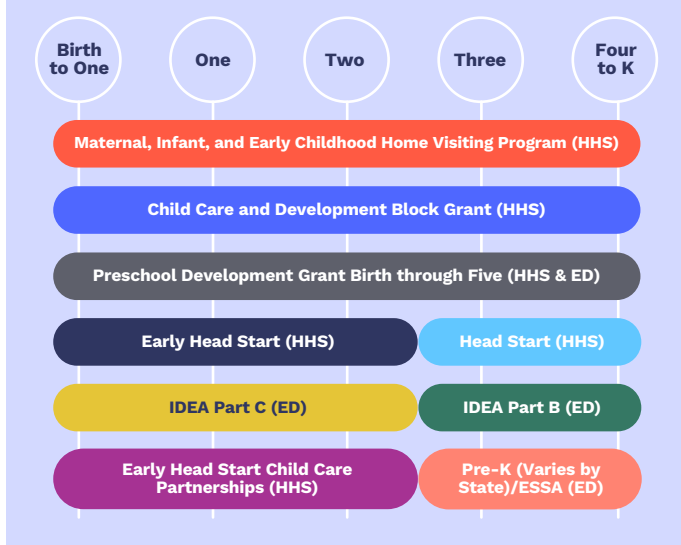 Birth
to One
One
Two
Three
Four
to K
Maternal, Infant, and Early Childhood Home Visiting Program (HHS)
Child Care and Development Block Grant (HHS)
Preschool Development Grant Birth through Five (HHS & ED)
Early Head Start (HHS)
Head Start (HHS)
IDEA Part C (ED)
IDEA Part B (ED)
Early Head Start Child Care
Partnerships (HHS)
Pre-K (Varies by
State)/ESSA (ED)